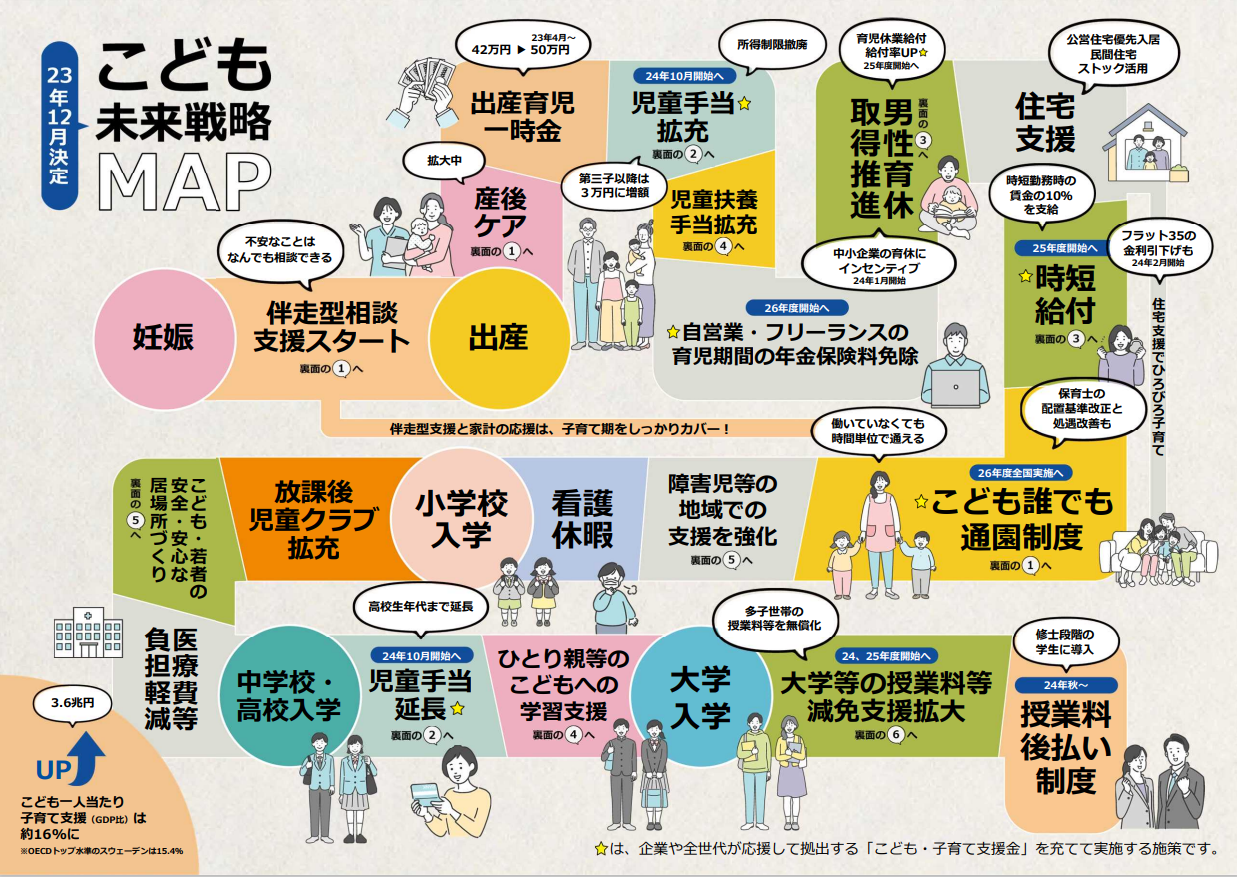 23年12月決定
こども
未来戦略
MAP
23年4月～
42万円 ▶ 50万円
出産育児
一時金
所得制限撤廃
24年10月開始へ
児童手当☆
拡充
裏面の2へ
育児休業給付
給付率UP☆
25年度開始へ
男性育休
取得推進
裏面の3へ
中小企業の育休に
インセンティブ
24年1月開始
公営住宅優先入居
民間住宅
ストック活用
住宅
支援
拡大中
産後
ケア
裏面の1へ
第三子以降は
３万円に増額
児童扶養
手当拡充
裏面の4へ
時短勤務時の
賃金の10%
を支給
25年度開始へ
☆時短
給付
裏面の3へ
フラット35の
金利引下げも
24年2月開始
住宅支援でひろびろ子育て
不安なことは
なんでも相談できる
妊娠
伴走型相談
支援スタート
裏面の1へ
出産
26年度開始へ
☆自営業・フリーランスの
育児期間の年金保険料免除
伴走型支援と家計の応援は、子育て期をしっかりカバー！
働いていなくても
時間単位で通える
保育士の
配置基準改正と
処遇改善も
26年度全国実施へ
☆こども誰でも
通園制度
裏面の1へ
障害児等の
地域での
支援を強化
裏面の5へ
看護
休暇
小学校
入学
放課後
児童クラブ
拡充
こども・若者の
安全・安心な
居場所づくり
裏面の5へ
医療費等
負担軽減
中学校・
高校入学
高校生年代まで延長
24年10月開始へ
児童手当
延長☆
裏面の2へ
ひとり親等の
こどもへの
学習支援
裏面の4へ
大学
入学
多子世帯の
授業料等を無償化
24、25年度開始へ
大学等の授業料等
減免支援拡大
裏面の6へ
修士段階の
学生に導入
24年秋～
授業料
後払い
制度
3.6兆円
UP
こども一人当たり
子育て支援（GDP比）は
約16%に
※OECDトップ水準のスウェーデンは15.4%
☆は、企業や全世代が応援して拠出する「こども・子育て支援金」を充てて実施する施策です。